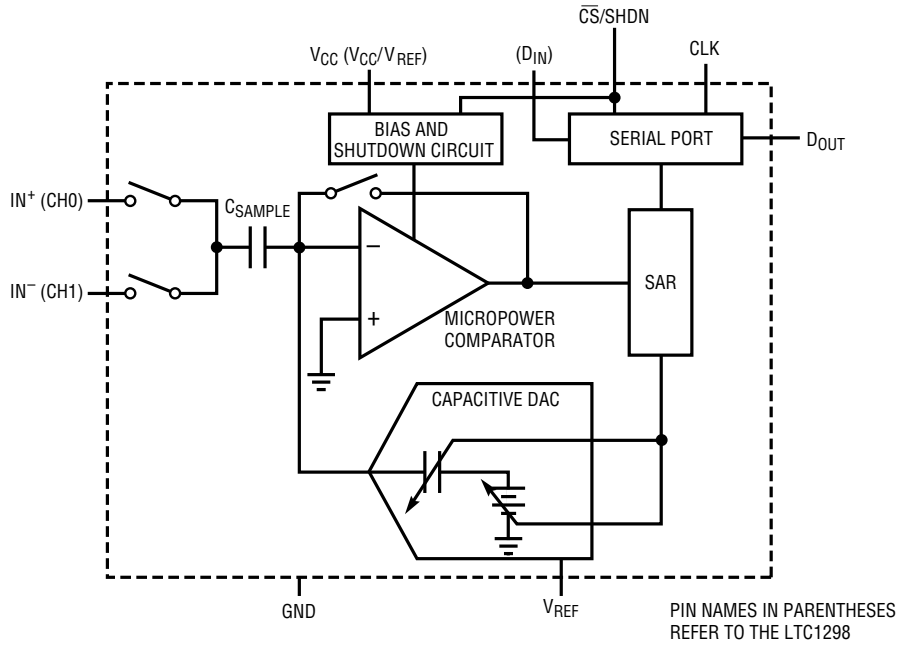 C̅S̅/SHDN
VCC (VCC/VREF)
(DIN)
CLK
BIAS AND
SHUTDOWN CIRCUIT
SERIAL PORT
DOUT
IN+ (CH0)
CSAMPLE
IN− (CH1)
−
+
SAR
MICROPOWER
COMPARATOR
CAPACITIVE DAC
GND
VREF
PIN NAMES IN PARENTHESES
REFER TO THE LTC1298